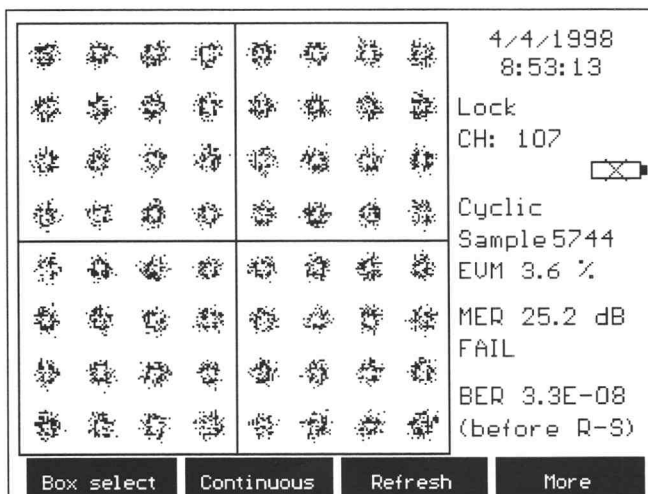 4/4/1998
8:53:13
Lock
CH: 107
Cyclic
Sample 5744
EVM 3.6 %
MER 25.2 dB
FAIL
BER 3.3E-08
(before R-S)
Box select
Continuous
Refresh
More